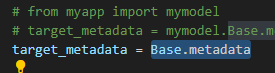 # from myapp import mymodel
# target_metadata = mymodel.Base.m
target_metadata = Base.metadata